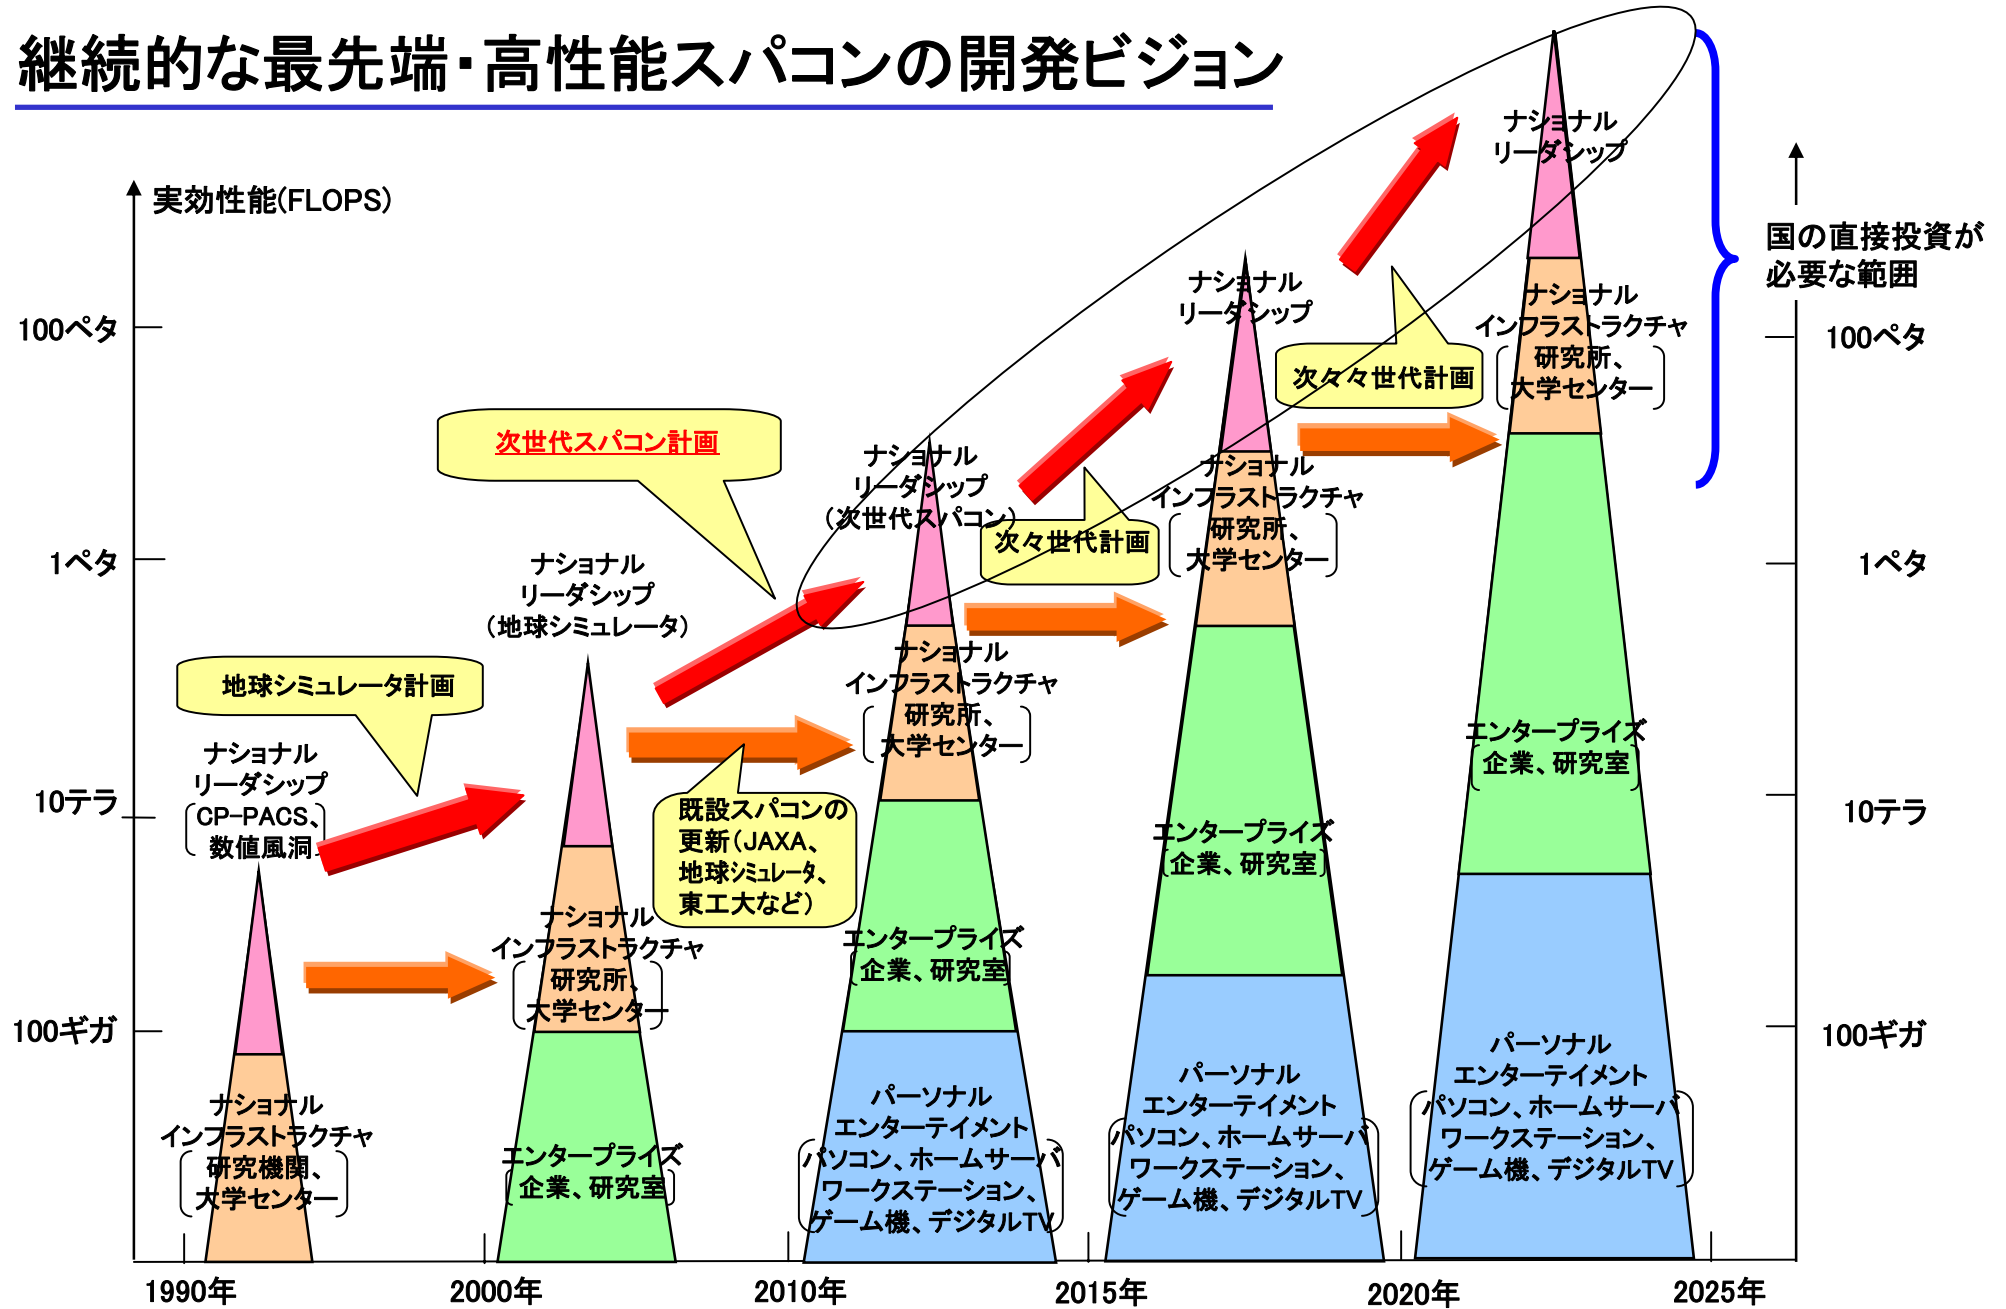 継続的な最先端・高性能スパコンの開発ビジョン
実効性能(FLOPS)
100ペタ
1ペタ
10テラ
100ギガ
国の直接投資が
必要な範囲
100ペタ
1ペタ
10テラ
100ギガ
地球シミュレータ計画
次世代スパコン計画
次々世代計画
次々々世代計画
既設スパコンの
更新（JAXA、
地球シミュレータ、
東工大など）
ナショナル
リーダシップ
CP-PACS、
数値風洞
ナショナル
インフラストラクチャ
研究機関、
大学センター
ナショナル
リーダシップ
（地球シミュレータ）
ナショナル
インフラストラクチャ
研究所、
大学センター
エンタープライズ
企業、研究室
ナショナル
リーダシップ
（次世代スパコン）
ナショナル
インフラストラクチャ
研究所、
大学センター
エンタープライズ
企業、研究室
パーソナル
エンターテイメント
パソコン、ホームサーバ
ワークステーション、
ゲーム機、デジタルTV
ナショナル
リーダシップ
ナショナル
インフラストラクチャ
研究所、
大学センター
エンタープライズ
企業、研究室
パーソナル
エンターテイメント
パソコン、ホームサーバ
ワークステーション、
ゲーム機、デジタルTV
ナショナル
リーダシップ
ナショナル
インフラストラクチャ
研究所、
大学センター
エンタープライズ
企業、研究室
パーソナル
エンターテイメント
パソコン、ホームサーバ
ワークステーション、
ゲーム機、デジタルTV
1990年
2000年
2010年
2015年
2020年
2025年